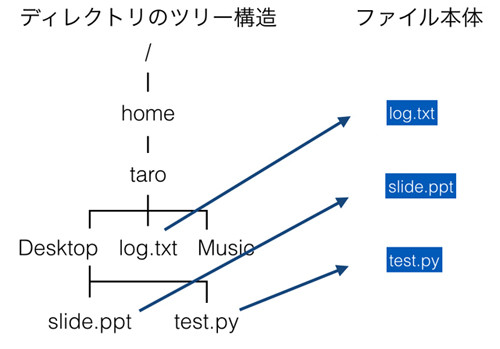 ディレクトリのツリー構造
ファイル本体
/
home
log.txt
taro
slide.ppt
Desktop log.txt Music
test.py
slide.ppt test.py